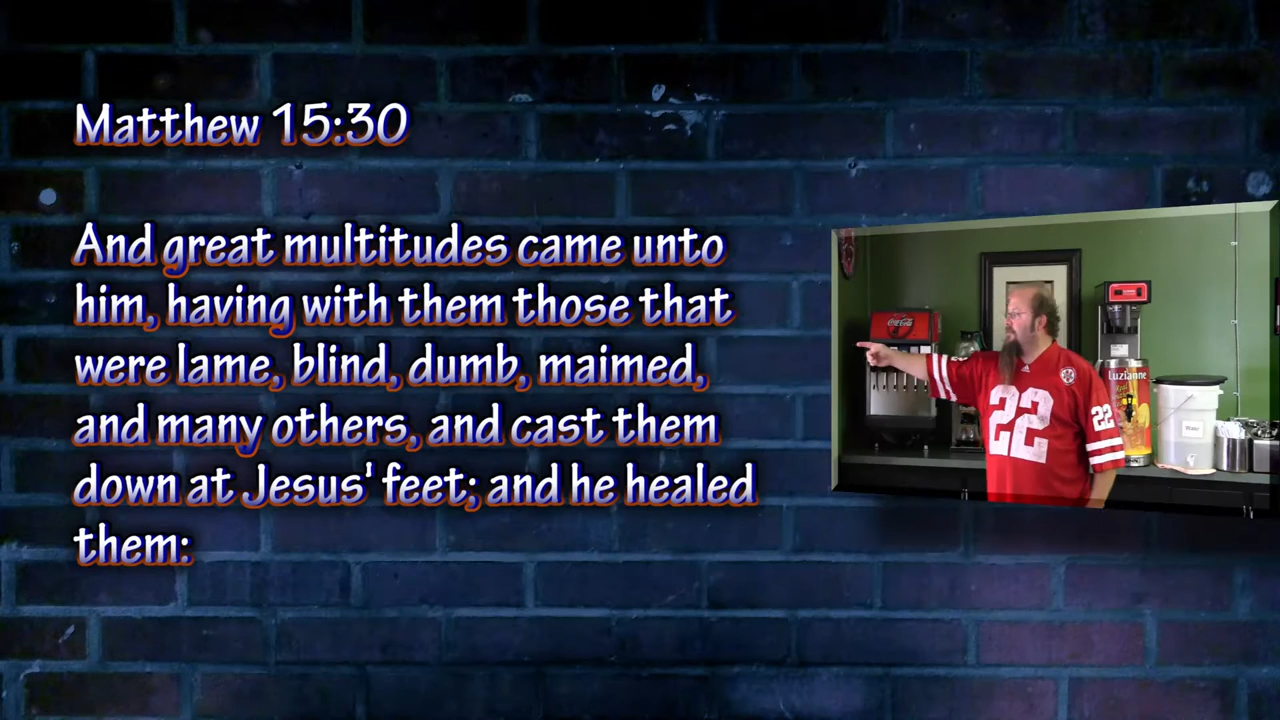 Matthew 15:30
And great multitudes came unto
him, having with them those that
were lame, blind, dumb, maimed,
and many others, and cast them
down at Jesus' feet; and he healed
them:
Coca-Cola
Luzianne
22
22
Water